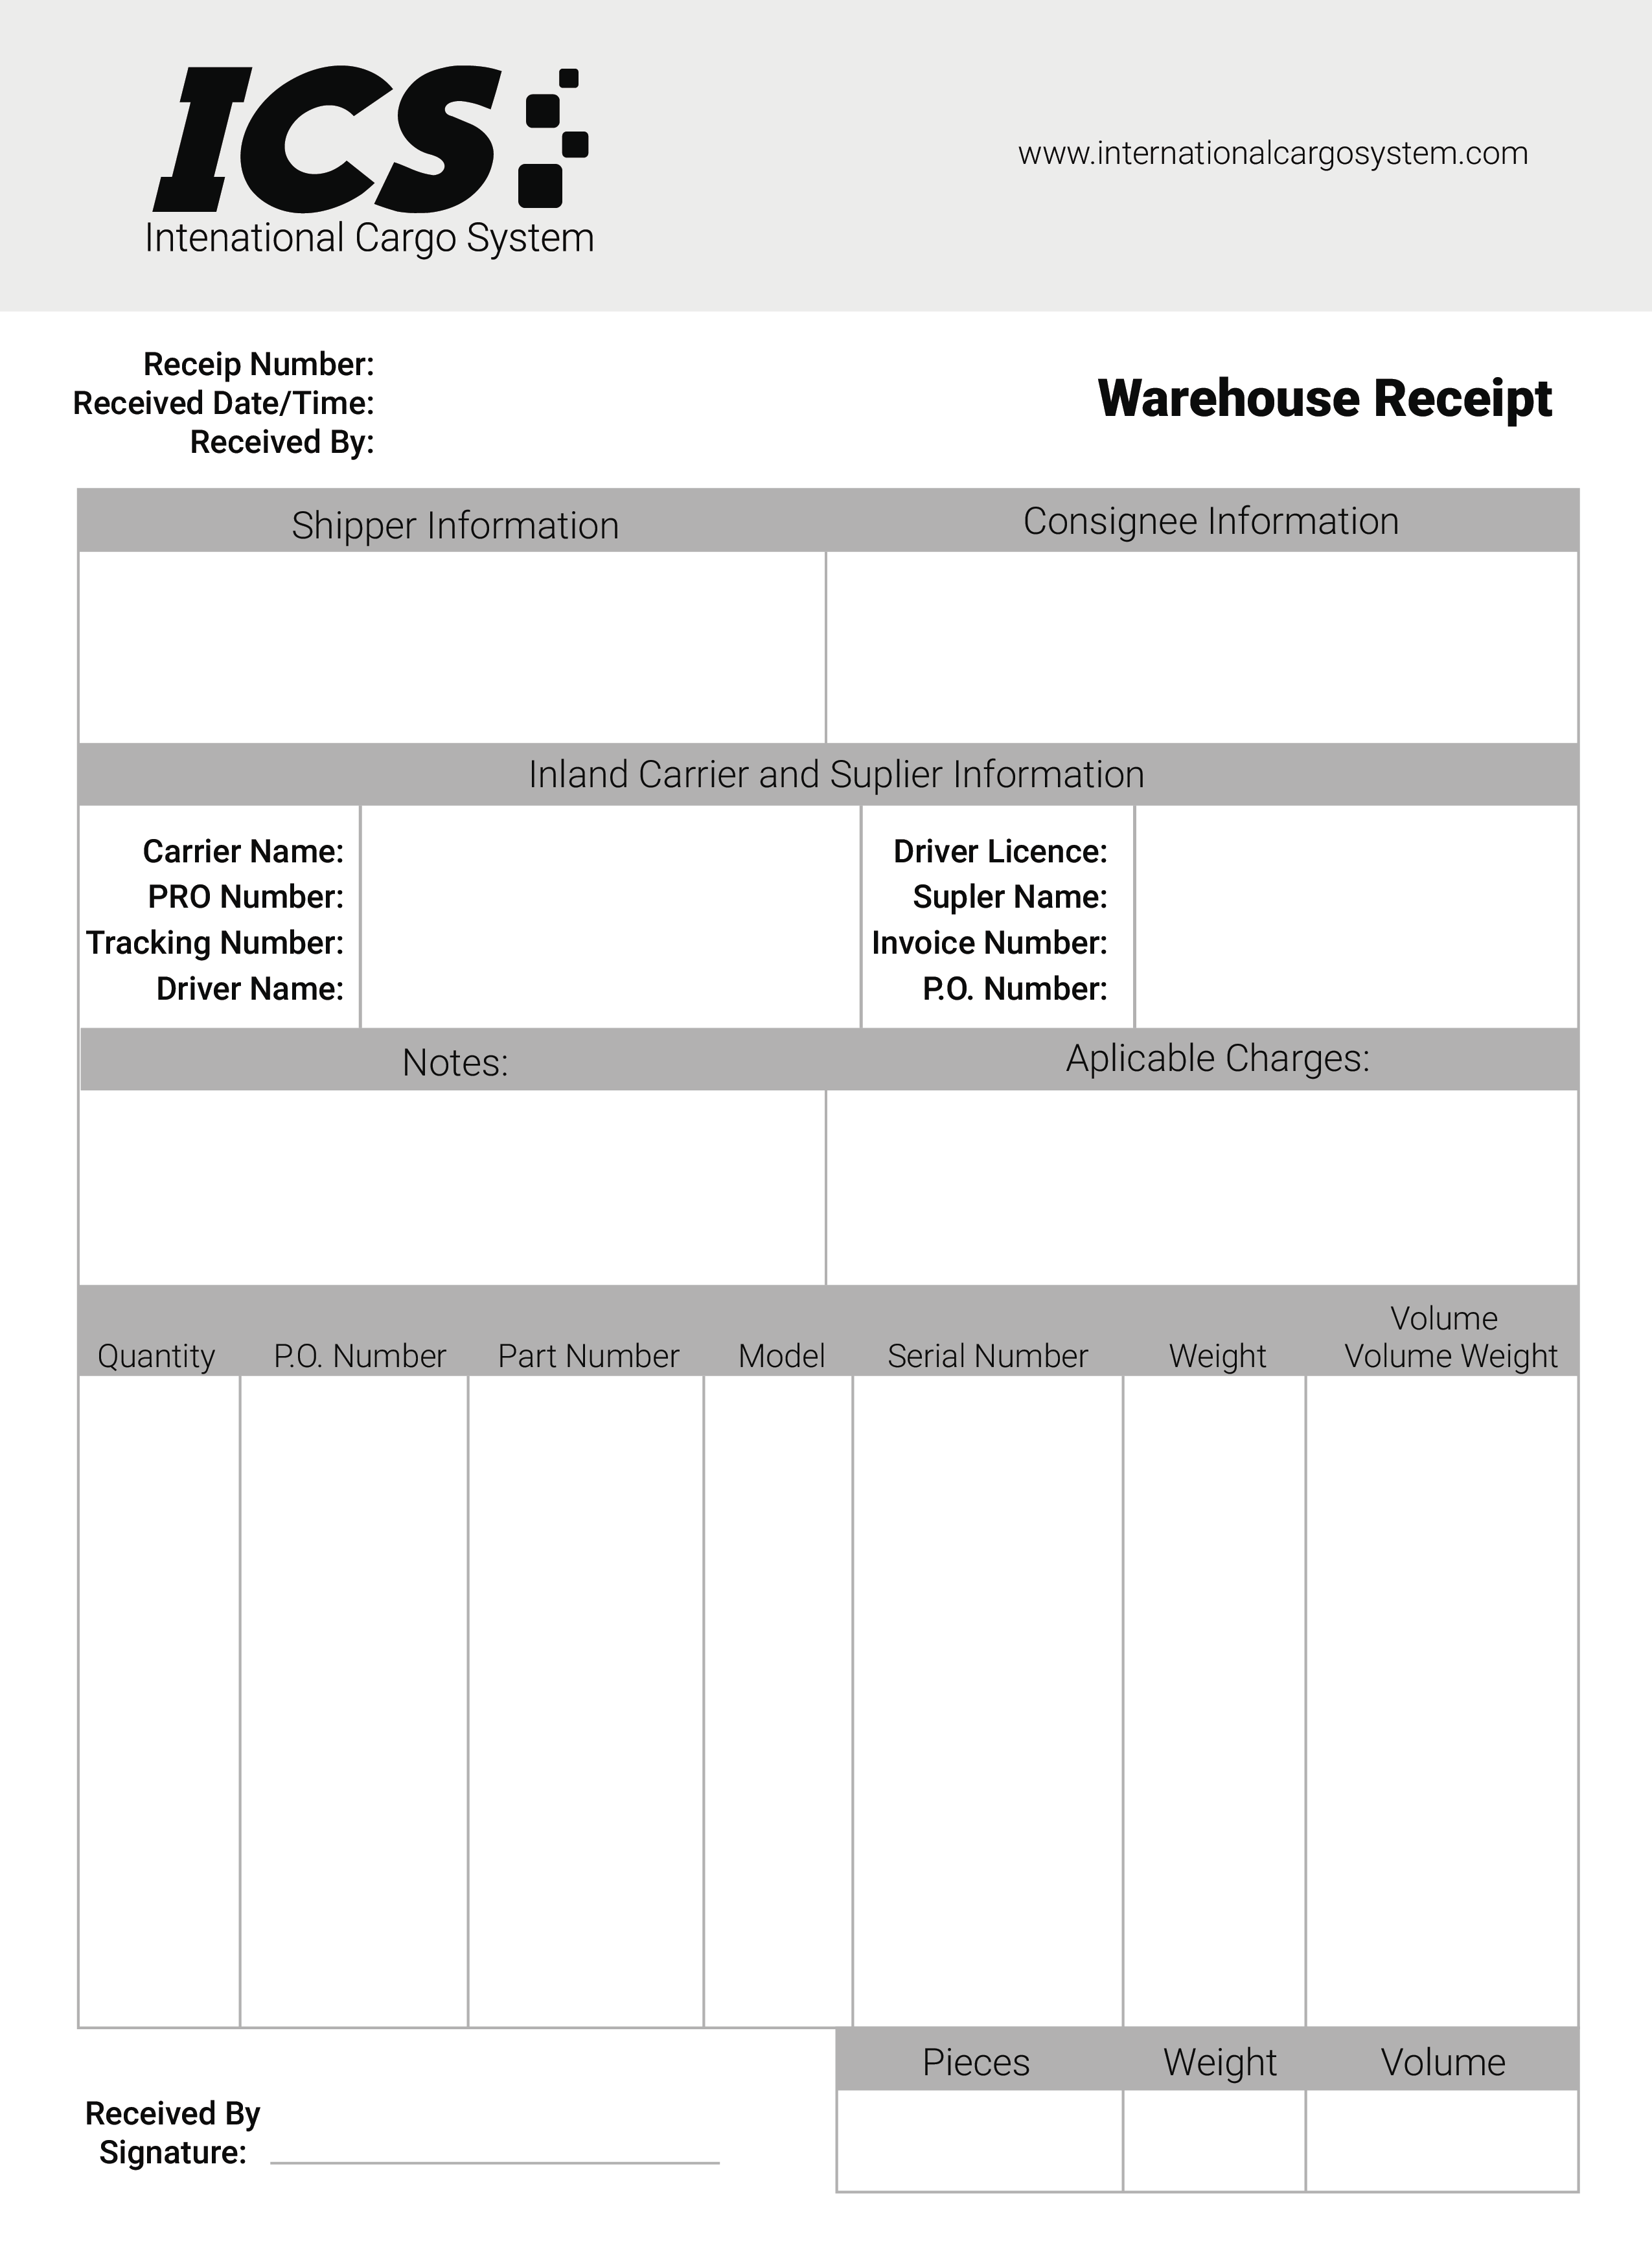 ICS
Intenational Cargo System
www.internationalcargosystem.com
Receip Number:
Received Date/Time:
Received By:
Warehouse Receipt
Shipper Information
Consignee Information
Inland Carrier and Suplier Information
Carrier Name:
PRO Number:
Tracking Number:
Driver Name:
Driver Licence:
Supler Name:
Invoice Number:
P.O. Number:
Notes:
Aplicable Charges:
Quantity
P.O. Number
Part Number
Model
Serial Number
Weight
Volume
Volume Weight
Pieces
Weight
Volume
Received By
Signature: